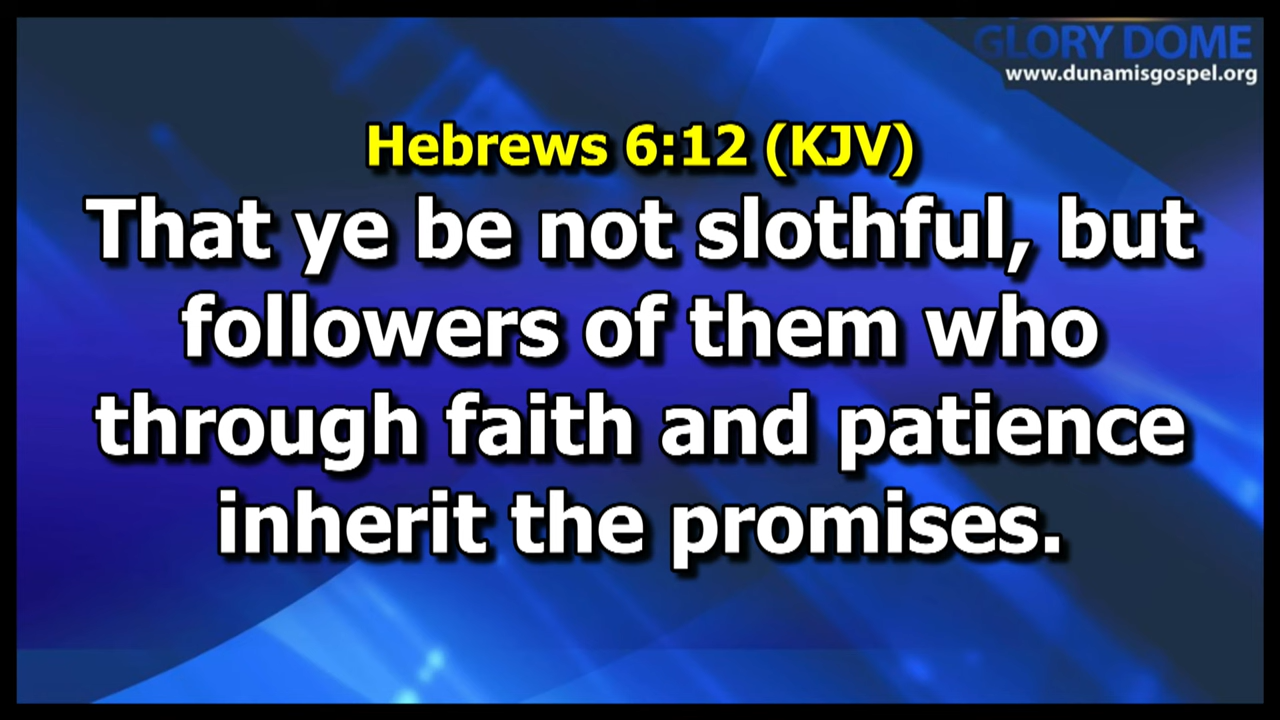 GLORY DOME
www.dunamisgospel.org
Hebrews 6:12 (KJV)
That ye be not slothful, but
followers of them who
through faith and patience
inherit the promises.